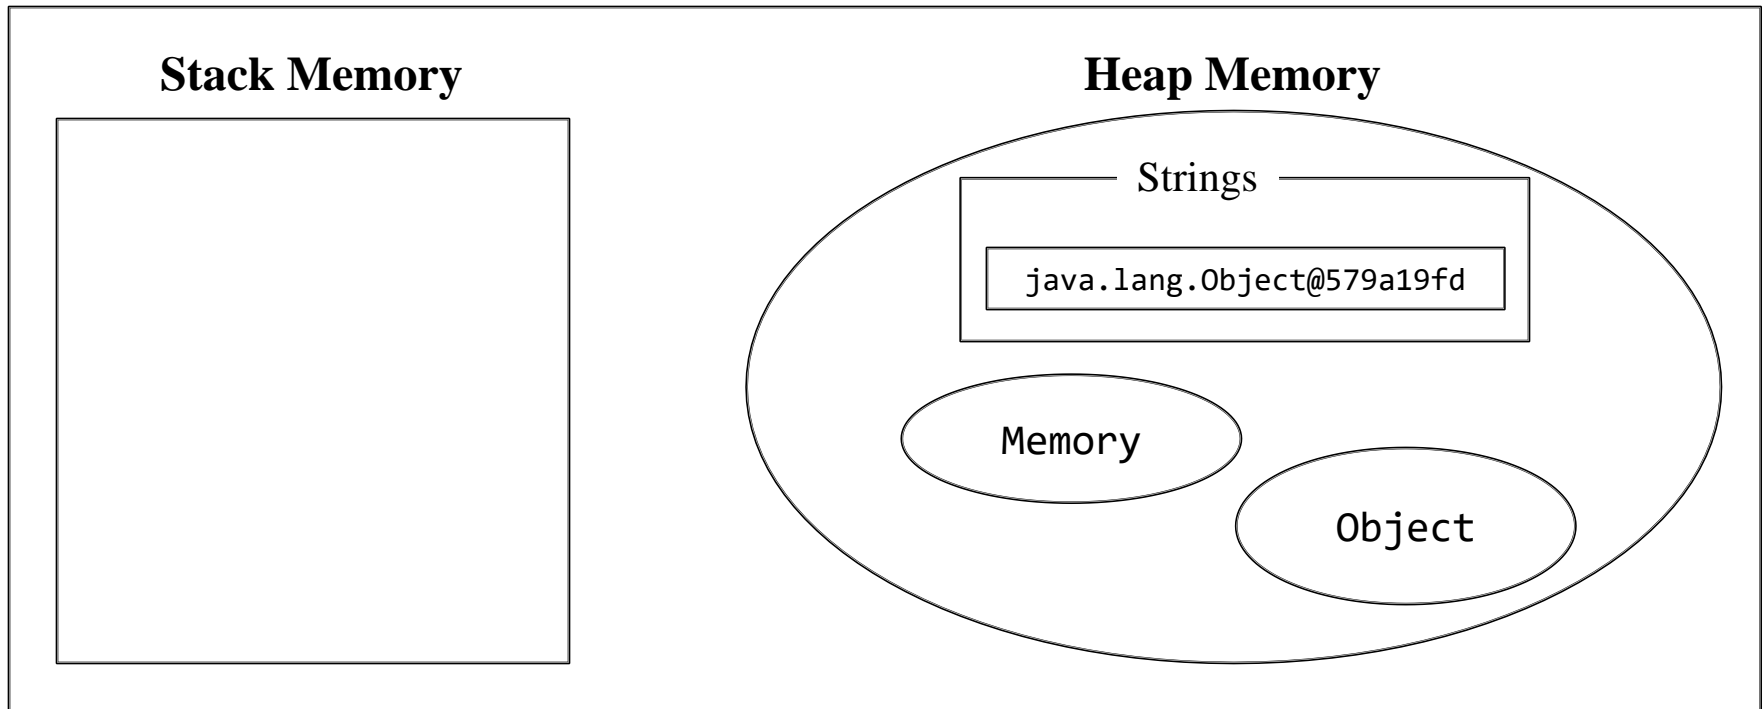 Stack Memory
Heap Memory
Strings
java.lang.Object@579a19fd
Memory
Object